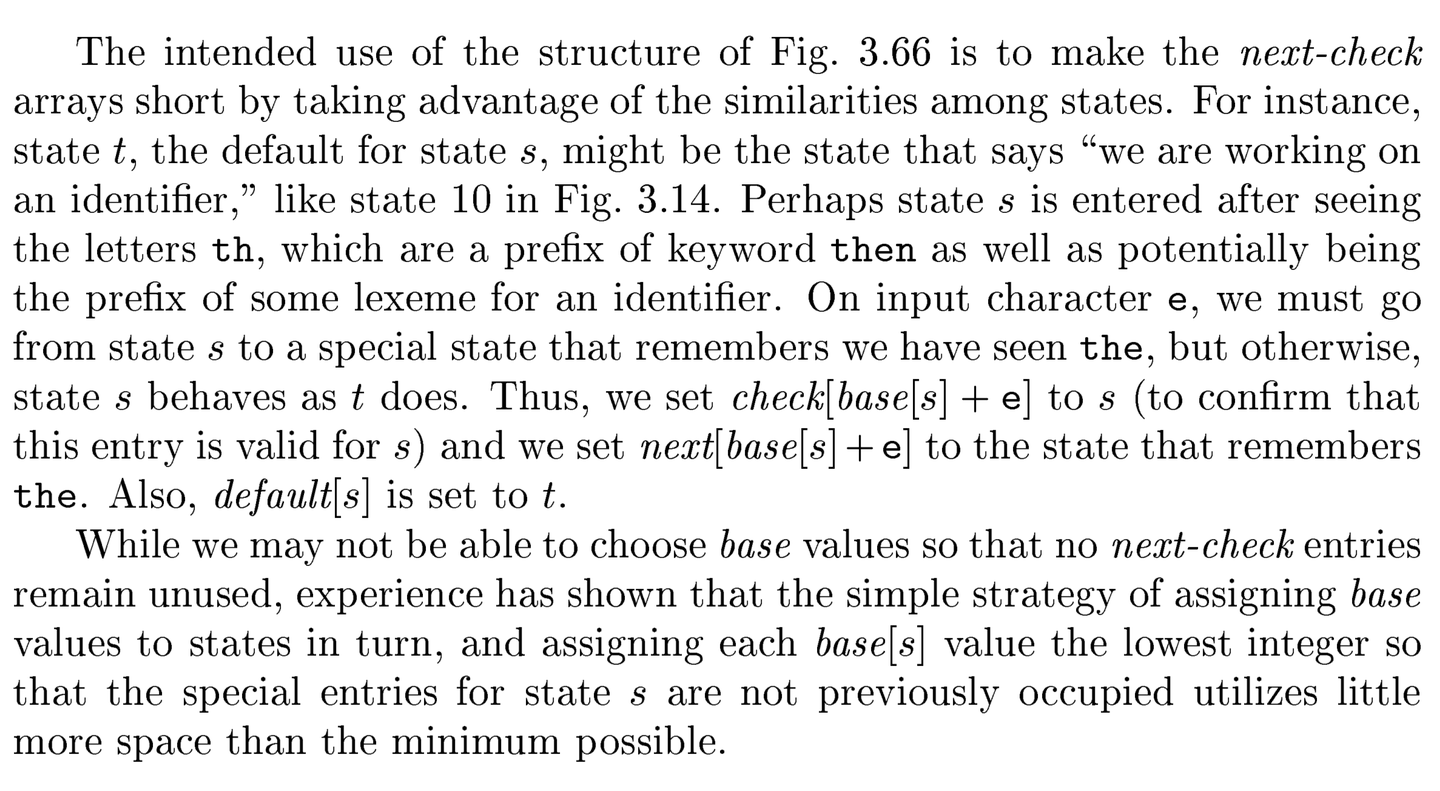 The intended use of the structure of Fig. 3.66 is to make the next-check
arrays short by taking advantage of the similarities among states. For instance,
state t, the default for state s, might be the state that says “we are working on
an identifier,” like state 10 in Fig. 3.14. Perhaps state s is entered after seeing
the letters th, which are a prefix of keyword then as well as potentially being
the prefix of some lexeme for an identifier. On input character e, we must go
from state s to a special state that remembers we have seen the, but otherwise,
state s behaves as t does. Thus, we set check[base[s] + e] to s (to confirm that
this entry is valid for s) and we set next[base[s] + e] to the state that remembers
the. Also, default[s] is set to t.
While we may not be able to choose base values so that no next-check entries
remain unused, experience has shown that the simple strategy of assigning base
values to states in turn, and assigning each base[s] value the lowest integer so
that the special entries for state s are not previously occupied utilizes little
more space than the minimum possible.